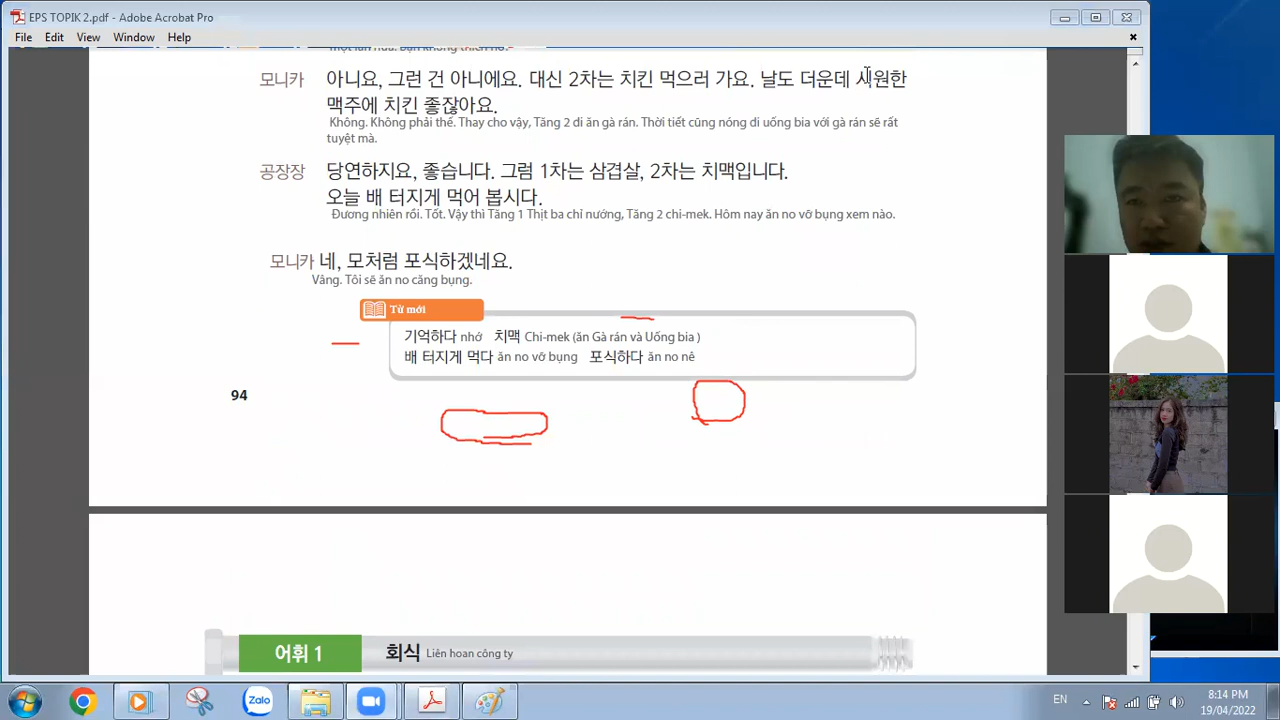 EPS TOPIK 2.pdf - Adobe Acrobat Pro
File Edit View Window Help
모니카 아니요, 그런 건 아니에요. 대신 2차는 치킨 먹으러 가요. 날도 더운데 시원한
맥주에 치킨 좋잖아요.
Không. Không phải thế. Thay cho vậy, Tăng 2 đi ăn gà rán. Thời tiết cũng nóng đi uống bia với gà rán sẽ rất
tuyệt mà.
공장장 당연하지요, 좋습니다. 그럼 1차는 삼겹살, 2차는 치맥입니다.
오늘 배 터지게 먹어 봅시다.
Đương nhiên rồi. Tốt. Vậy thì Tăng 1 Thịt ba chỉ nướng, Tăng 2 chi-mek. Hôm nay ăn no vỡ bụng xem nào.
모니카 네, 모처럼 포식하겠네요.
Vâng. Tôi sẽ ăn no căng bụng.
Từ mới
기억하다 nhớ 치맥 Chi-mek (ăn Gà rán và Uống bia )
배 터지게 먹다 ăn no vỡ bụng 포식하다 ăn no nê
94
어휘 1 회식 Liên hoan công ty
Zalo
EN
8:14 PM
19/04/2022